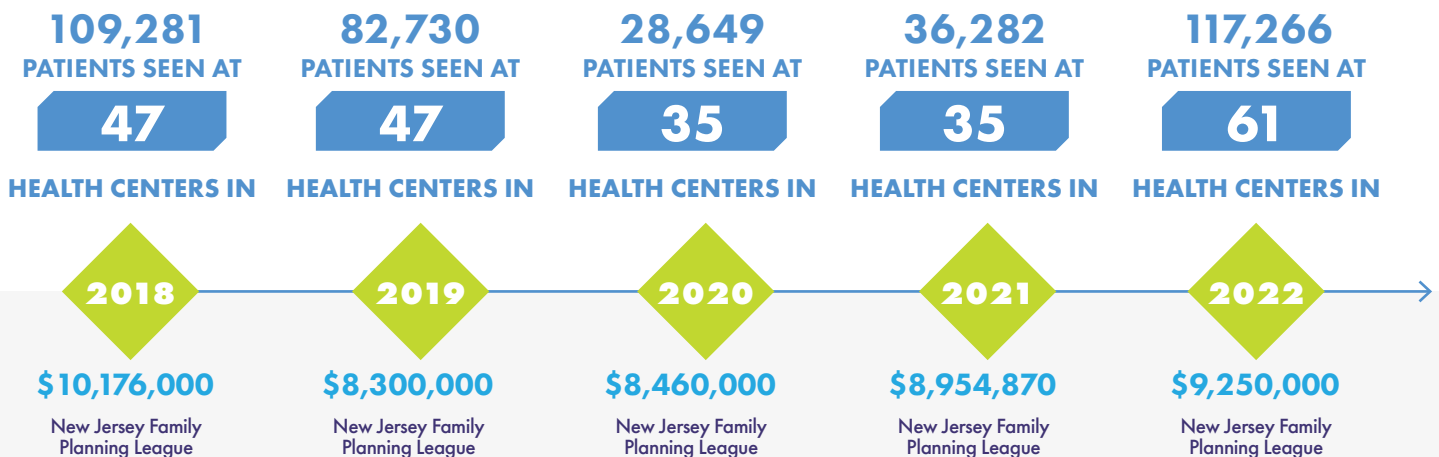 109,281
PATIENTS SEEN AT
47
HEALTH CENTERS IN
2018
$10,176,000
New Jersey Family
Planning League
82,730
PATIENTS SEEN AT
47
HEALTH CENTERS IN
2019
$8,300,000
New Jersey Family
Planning League
28,649
PATIENTS SEEN AT
35
HEALTH CENTERS IN
2020
$8,460,000
New Jersey Family
Planning League
36,282
PATIENTS SEEN AT
35
HEALTH CENTERS IN
2021
$8,954,870
New Jersey Family
Planning League
117,266
PATIENTS SEEN AT
61
HEALTH CENTERS IN
2022
$9,250,000
New Jersey Family
Planning League